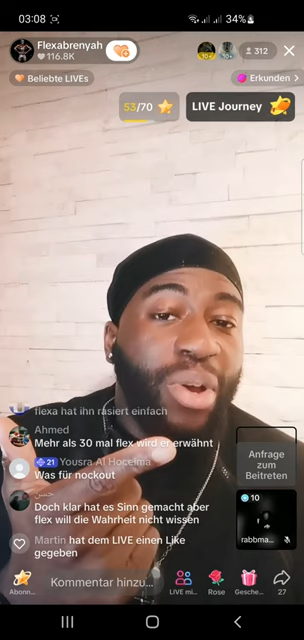 03:08
34%
Flexabrenyah
116.8K
312
Beliebte LIVEs
Erkunden
53/70
LIVE Journey
flexa hat ihn rasiert einfach
Ahmed
Mehr als 30 mal flex wird er erwähnt
21 Yousra Al Hoceima
Was für nockout
Doch klar hat es Sinn gemacht aber
flex will die Wahrheit nicht wissen
Martin hat dem LIVE einen Like
gegeben
Anfrage
zum
Beitreten
10
rabbma...
Abonn...
Kommentar hinzu...
LIVE mi...
Rose
Gesche...
27